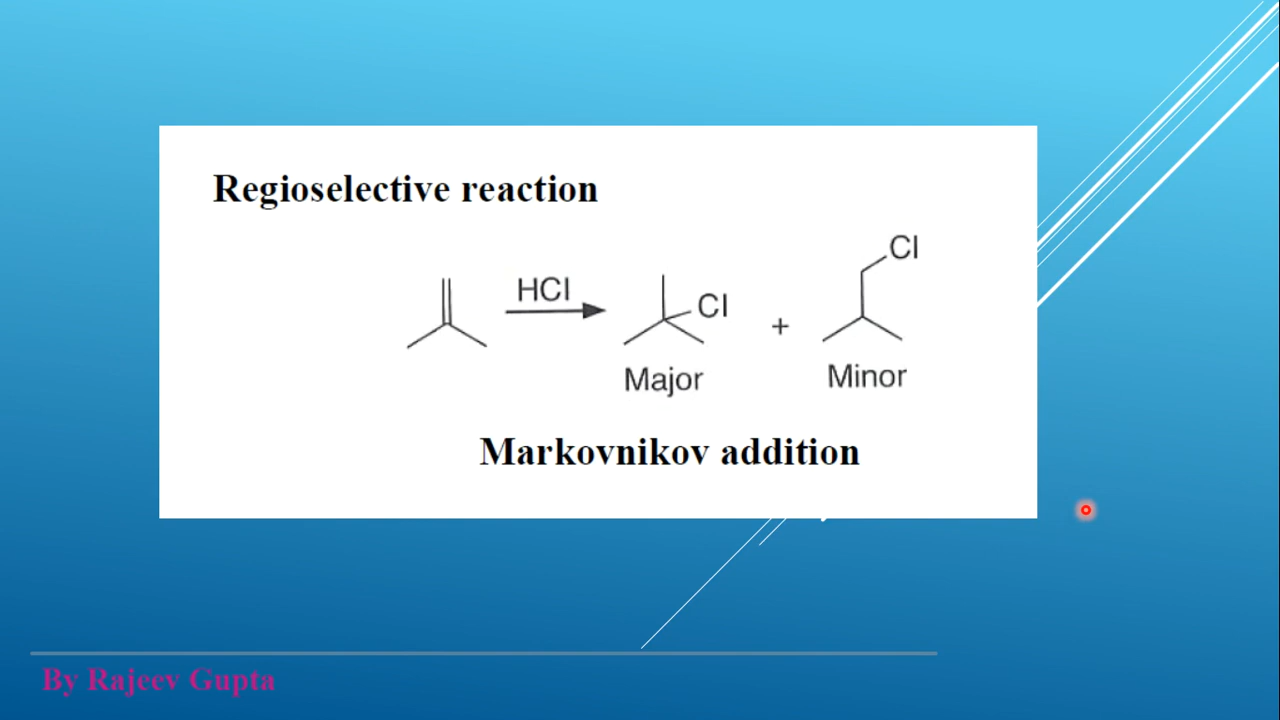 Regioselective reaction
HCl
Cl
+
Cl
Major
Minor
Markovnikov addition
By Rajeev Gupta